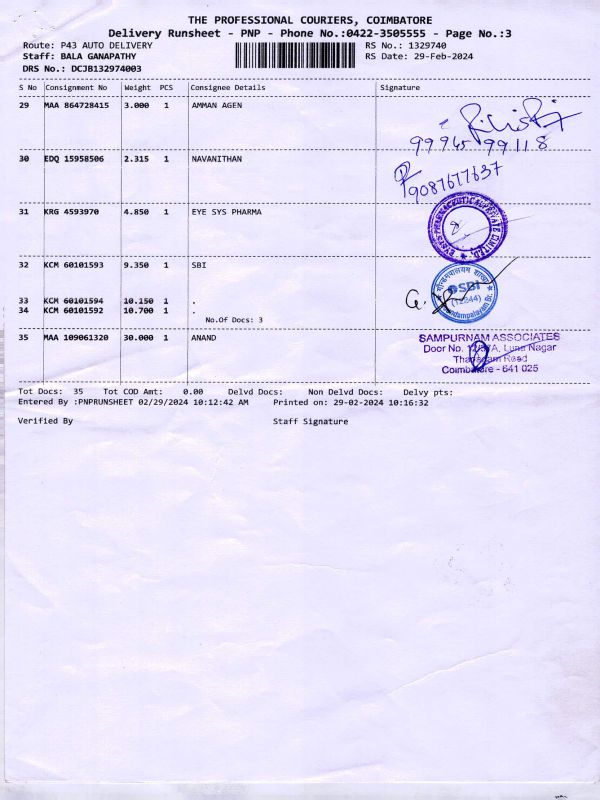 THE PROFESSIONAL COURIERS, COIMBATORE
Delivery Runsheet - PNP - Phone No.:0422-3505555 - Page No.:3
Route: P43 AUTO DELIVERY RS No.: 1329740
Staff: BALA GANAPATHY RS Date: 29-Feb-2024
DRS No.: DCJB132974003
S No Consignment No Weight PCS Consignee Details Signature
29 MAA 864728415 3.000 1 AMMAN AGEN
99945 99118
30 EDQ 15958506 2.315 1 NAVANITHAN
9087677637
31 KRG 4593970 4.850 1 EYE SYS PHARMA
32 KCM 60101593 9.350 1 SBI
SBI
33 KCM 60101594 10.150 1 .
34 KCM 60101592 10.700 1 .
No.Of Docs: 3
35 MAA 109061320 30.000 1 ANAND
SAMPURNAM ASSOCIATES
Door No. Luna Nagar
Road
Coimbatore - 641 025
Tot Docs: 35 Tot COD Amt: 0.00 Delvd Docs: Non Delvd Docs: Delvy pts:
Entered By :PNPRUNSHEET 02/29/2024 10:12:42 AM Printed on: 29-02-2024 10:16:32
Verified By Staff Signature